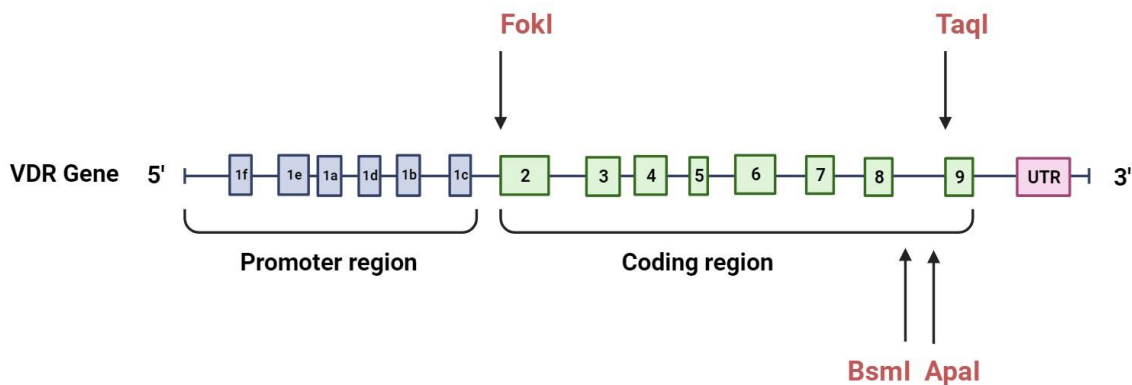 FokI TaqI
VDR Gene 5' 1f 1e 1a 1d 1b 1c 2 3 4 5 6 7 8 9 UTR 3'
Promoter region Coding region
BsmI ApaI